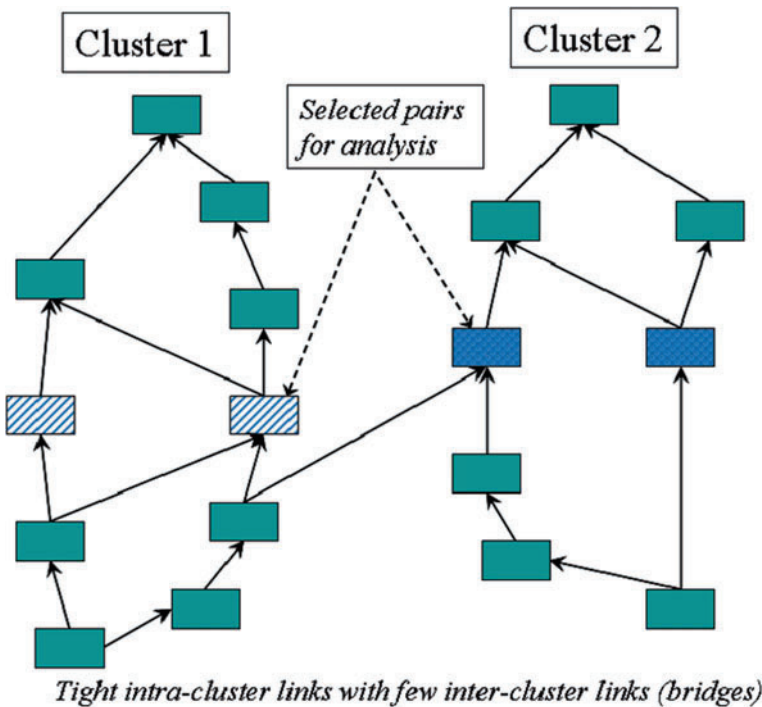 Cluster 1
Cluster 2
Selected pairs
for analysis
Tight intra-cluster links with few inter-cluster links (bridges)